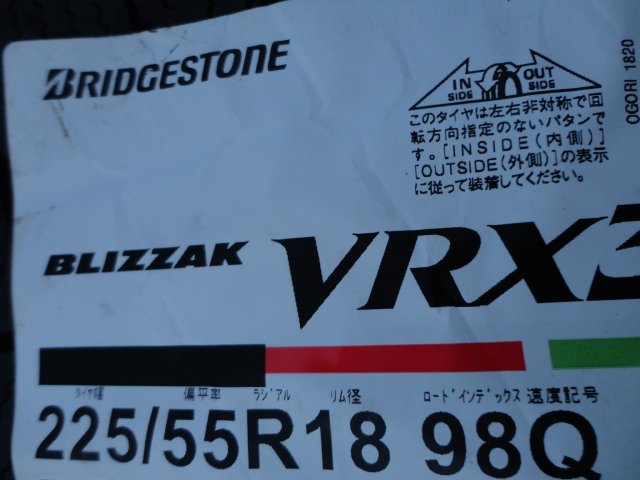 BRIDGESTONE
IN SIDE OUT SIDE
このタイヤは左右非対称で回
転方向指定のないパタンで
す。[INSIDE(内側)]
[OUTSIDE(外側)]の表示
に従って装着してください。
OGORI 1820
BLIZZAK VRX3
タイヤ幅 偏平率 ラジアル リム径 ロードインデックス 速度記号
225/55R18 98Q